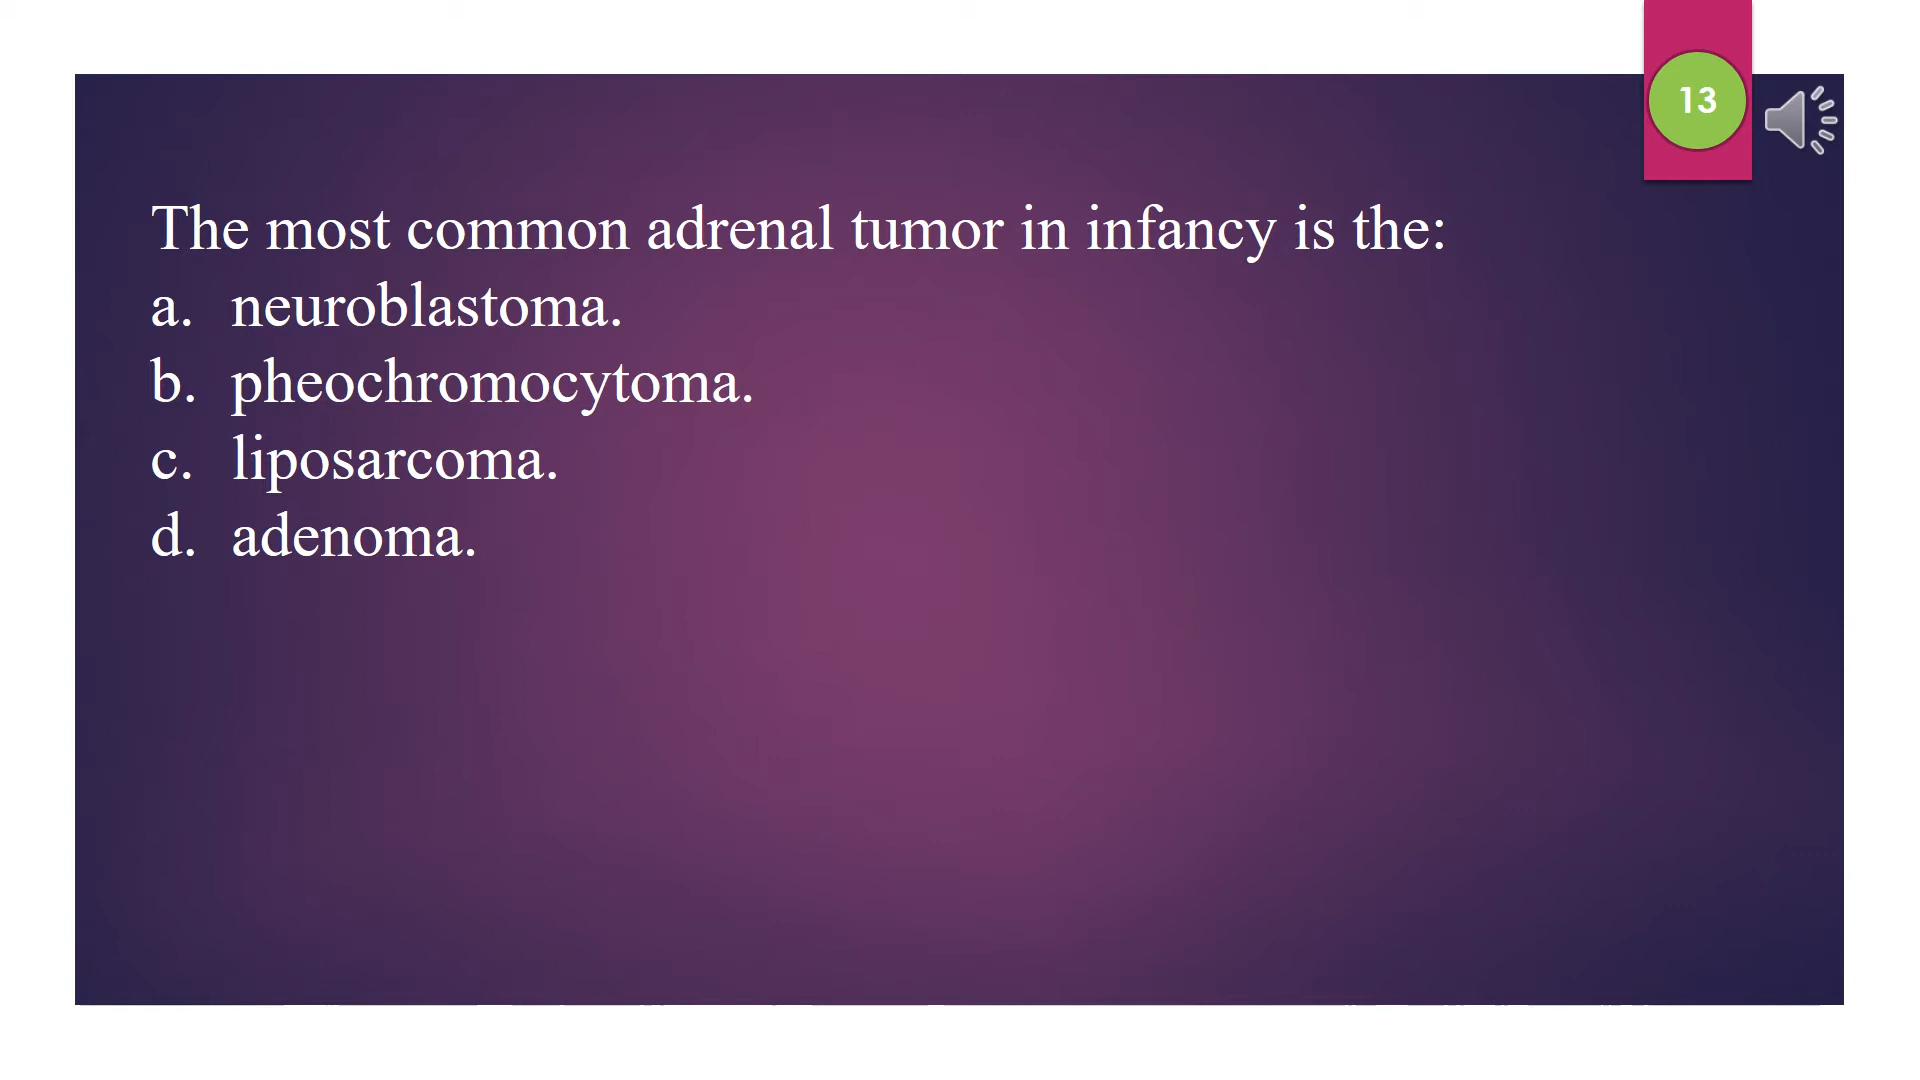 13
The most common adrenal tumor in infancy is the:
a. neuroblastoma.
b. pheochromocytoma.
c. liposarcoma.
d. adenoma.